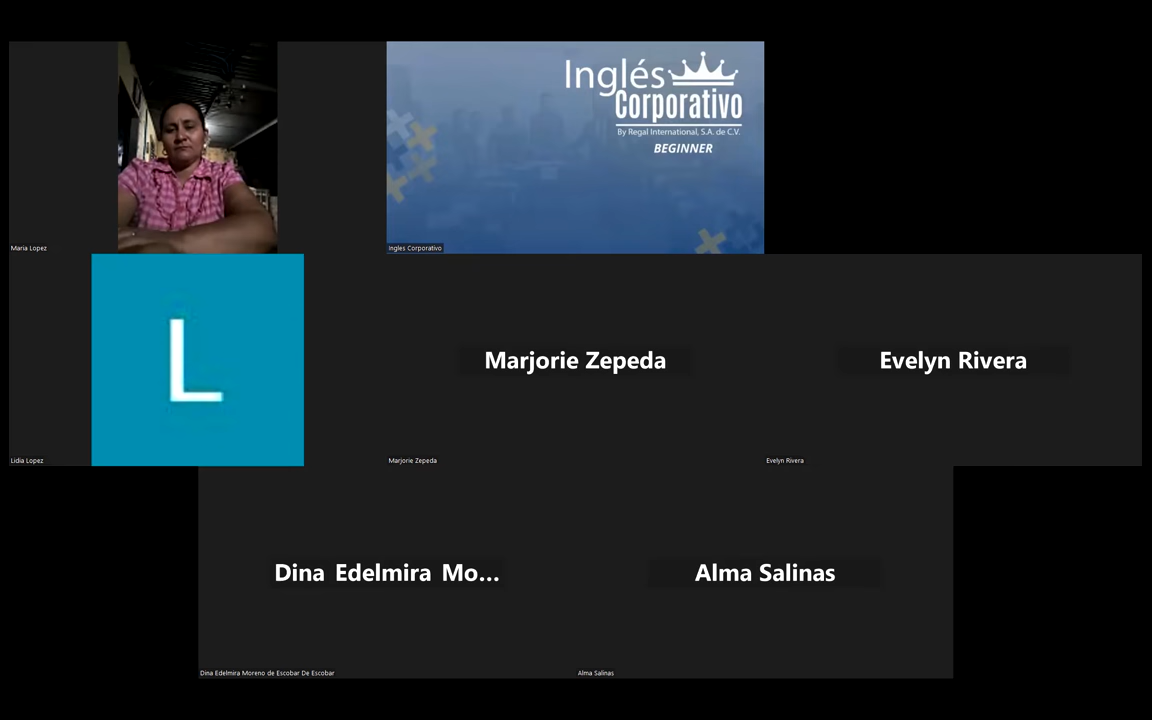 Inglés
Corporativo
By Regal International, S.A. de C.V.
BEGINNER
Maria Lopez
Ingles Corporativo
L
Marjorie Zepeda
Evelyn Rivera
Lidia Lopez
Marjorie Zepeda
Evelyn Rivera
Dina Edelmira Mo...
Alma Salinas
Dina Edelmira Moreno de Escobar De Escobar
Alma Salinas